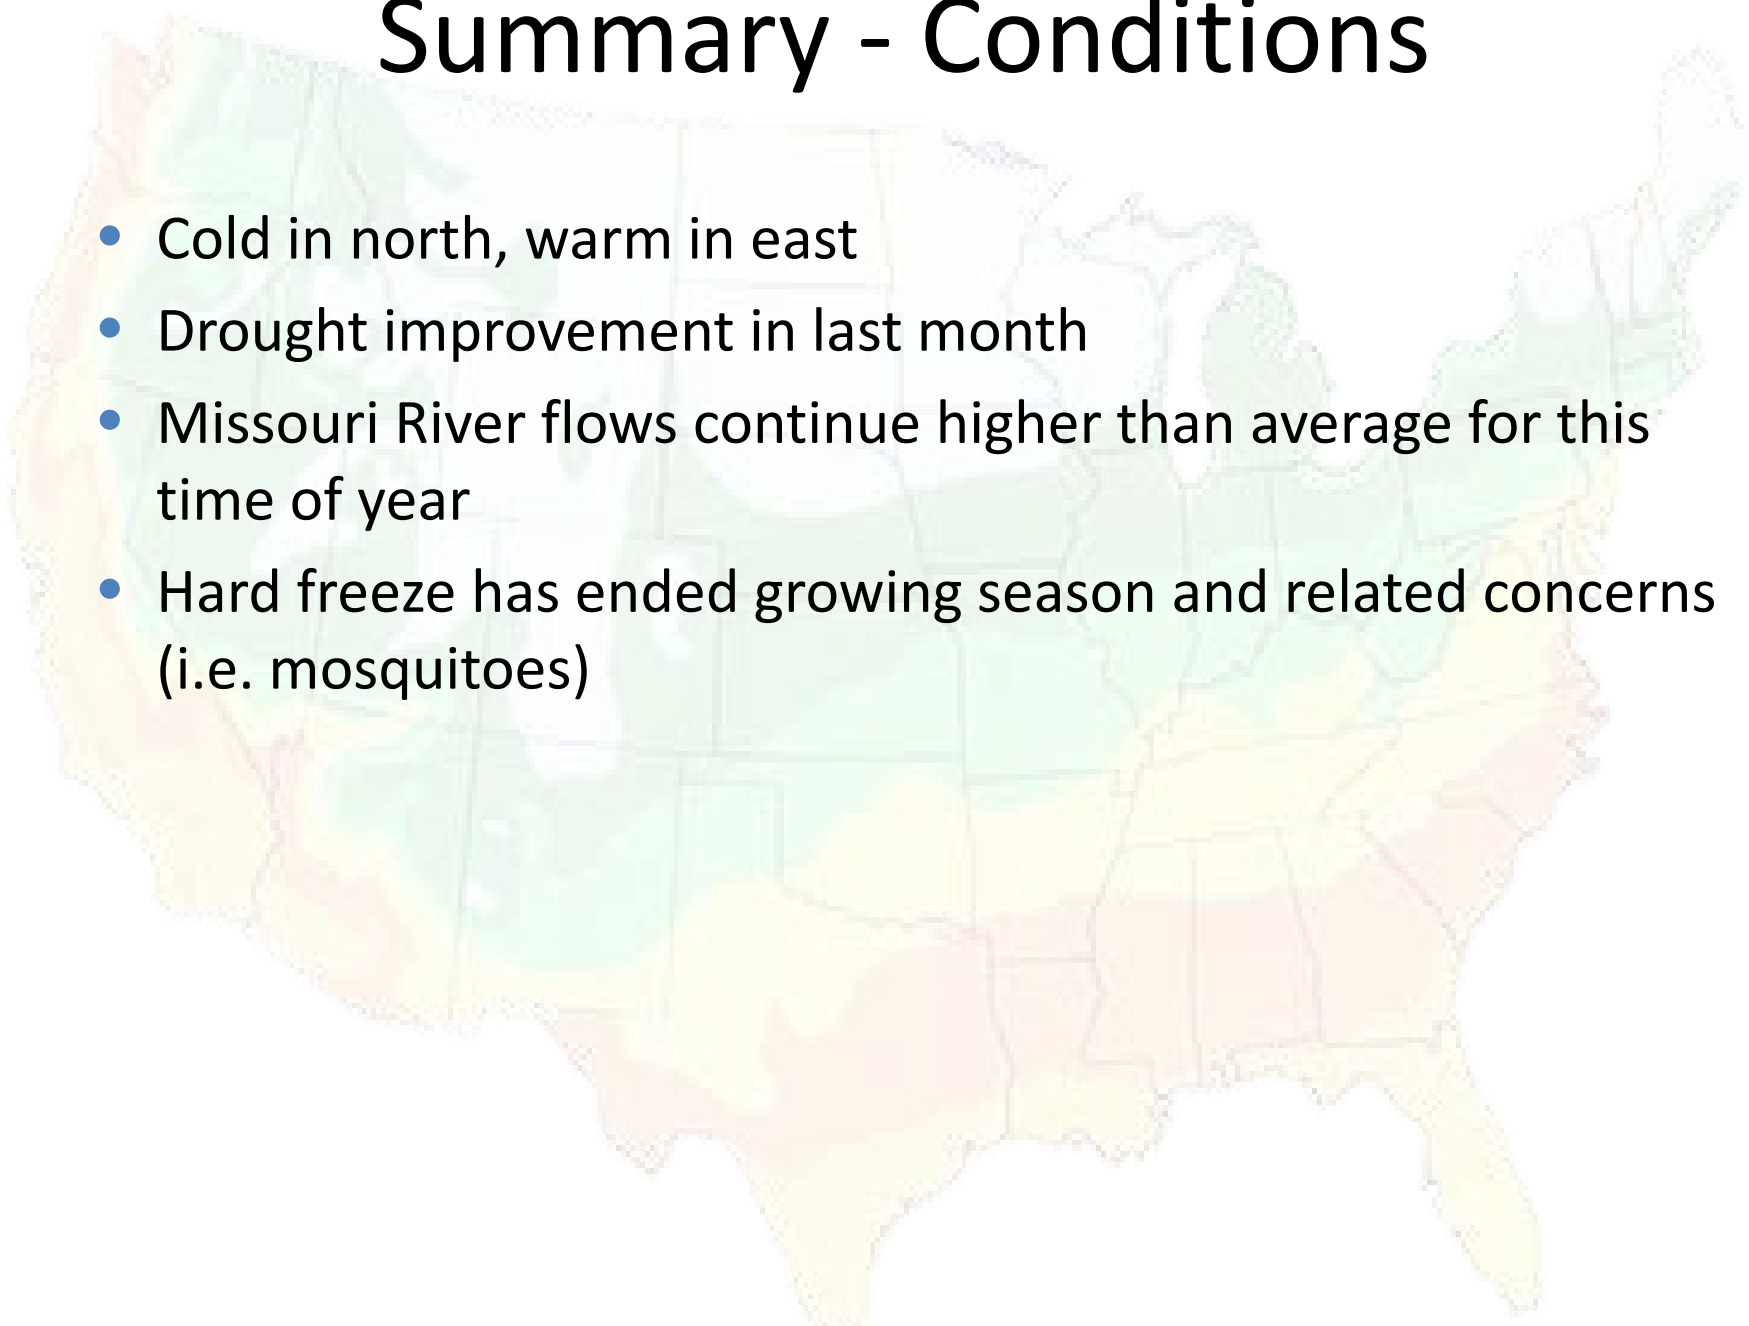 Summary - Conditions
• Cold in north, warm in east
• Drought improvement in last month
• Missouri River flows continue higher than average for this
time of year
• Hard freeze has ended growing season and related concerns
(i.e. mosquitoes)